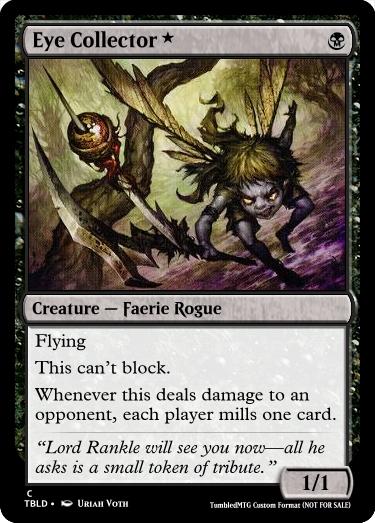 Eye Collector ★
Creature — Faerie Rogue
Flying
This can't block.
Whenever this deals damage to an
opponent, each player mills one card.
“Lord Rankle will see you now—all he
asks is a small token of tribute.”
1/1
C
TBLD • Uriah Voth
TumbledMTG Custom Format (NOT FOR SALE)